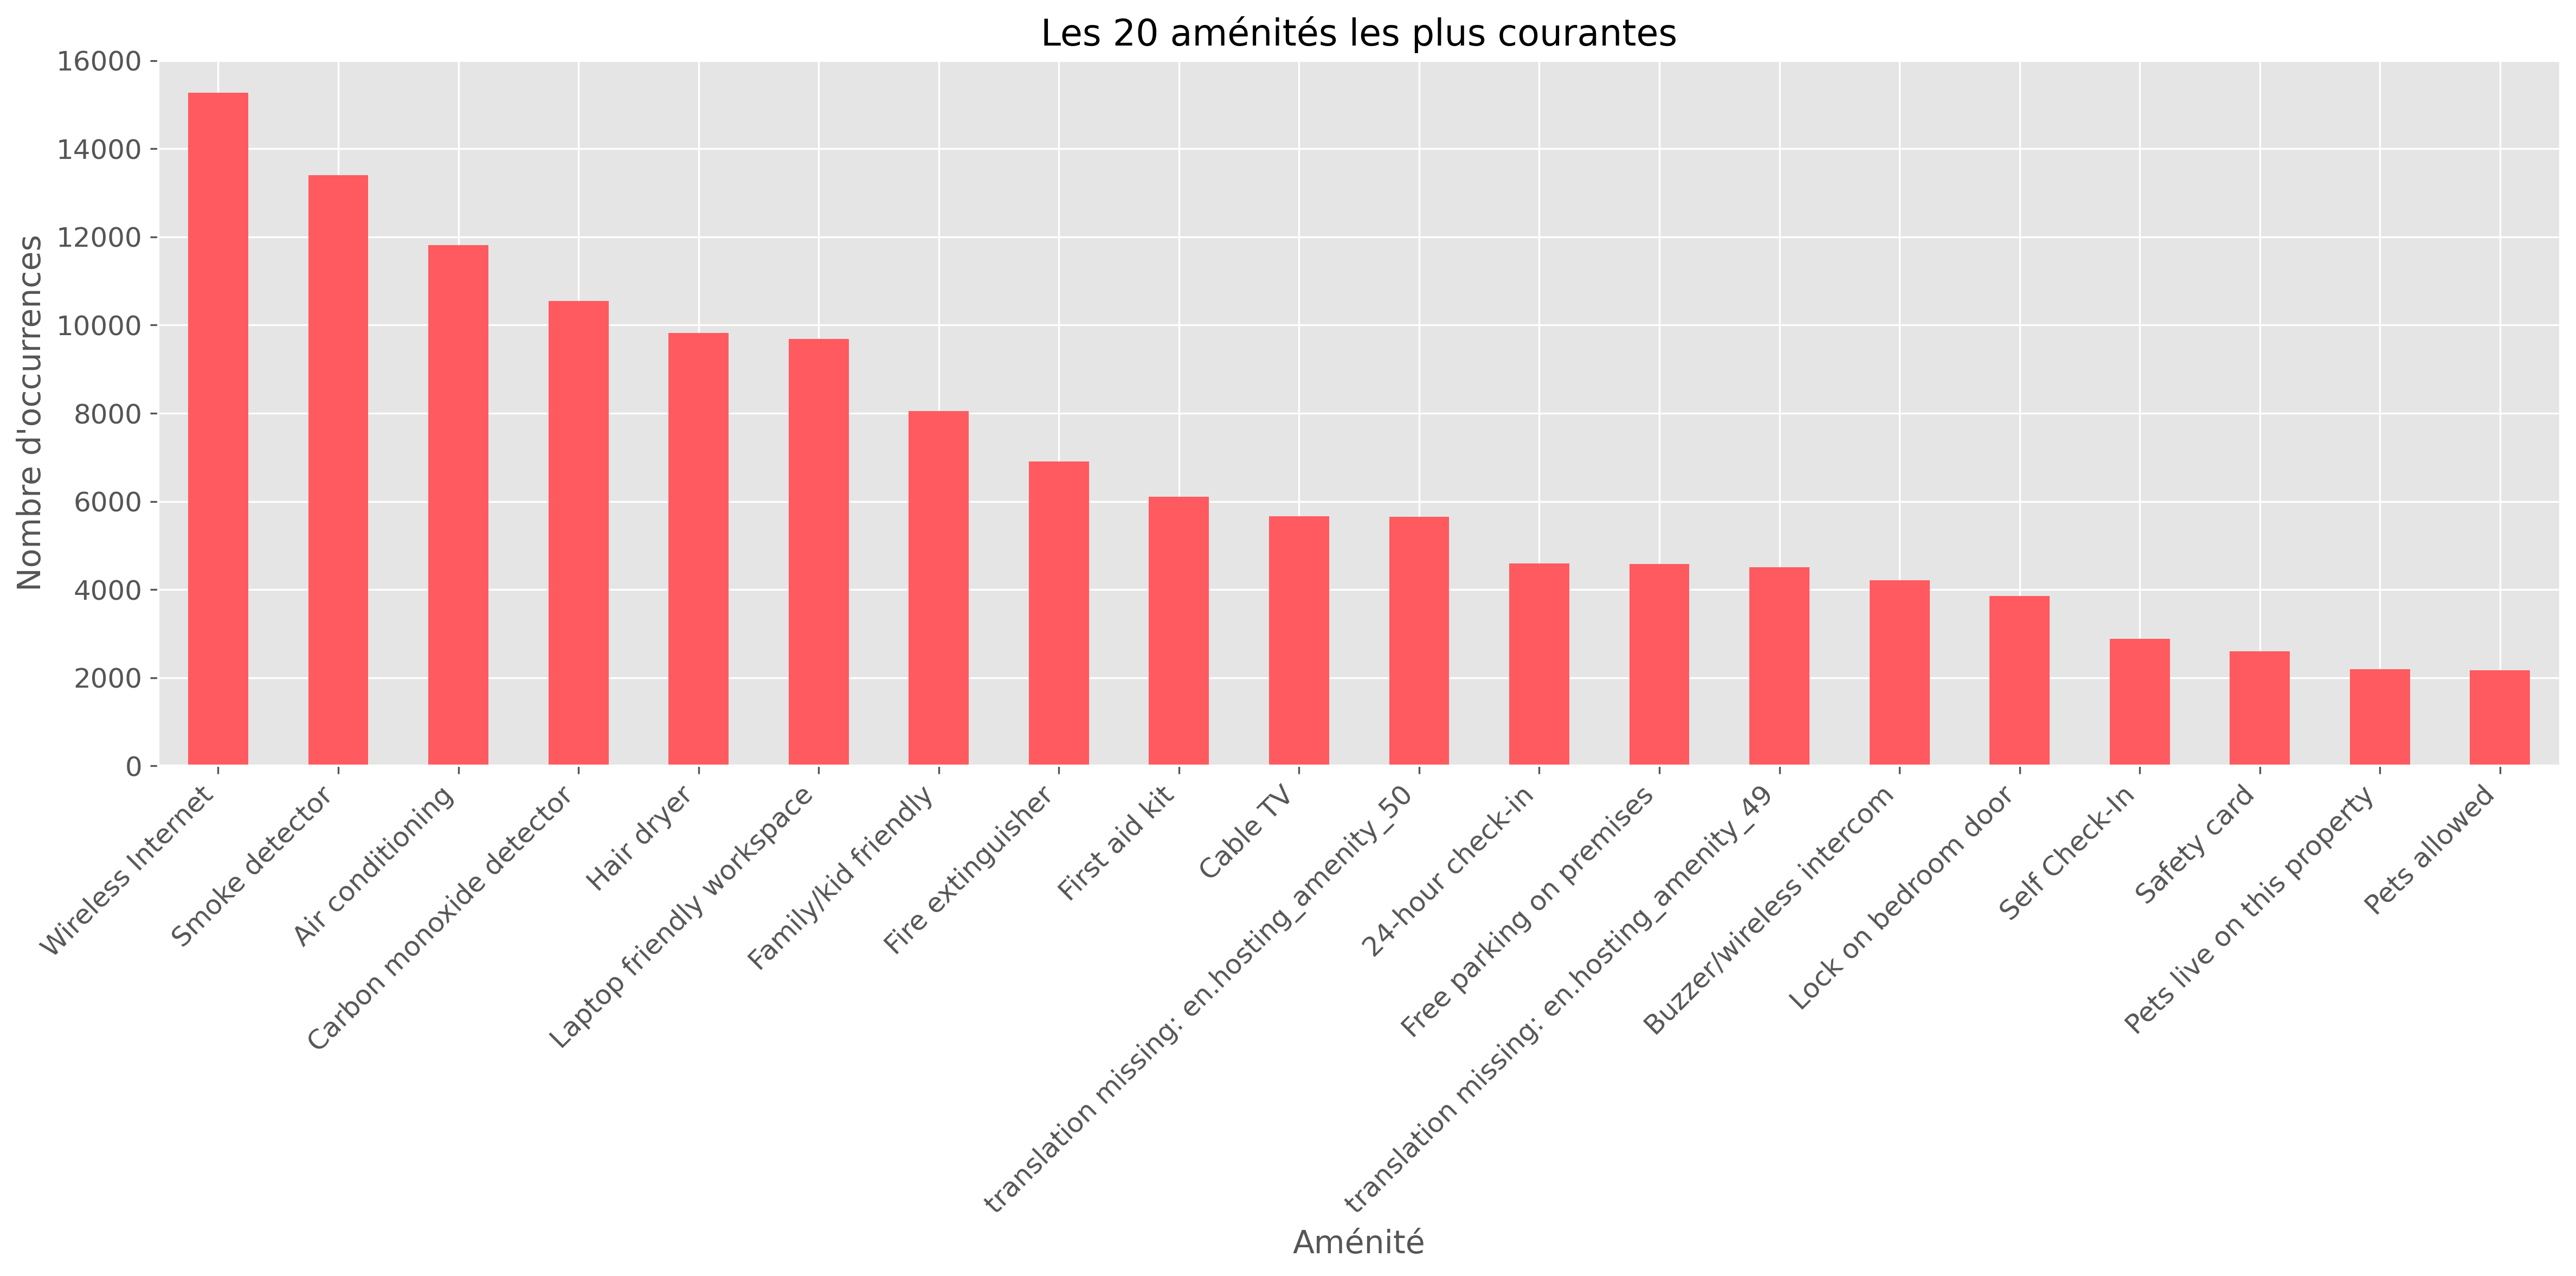 Les 20 aménités les plus courantes
Nombre d'occurrences
16000
14000
12000
10000
8000
6000
4000
2000
0
Wireless Internet
Smoke detector
Air conditioning
Carbon monoxide detector
Hair dryer
Laptop friendly workspace
Family/kid friendly
Fire extinguisher
First aid kit
Cable TV
translation missing: en.hosting_amenity_50
24-hour check-in
Free parking on premises
translation missing: en.hosting_amenity_49
Buzzer/wireless intercom
Lock on bedroom door
Self Check-In
Safety card
Pets live on this property
Pets allowed
Aménité